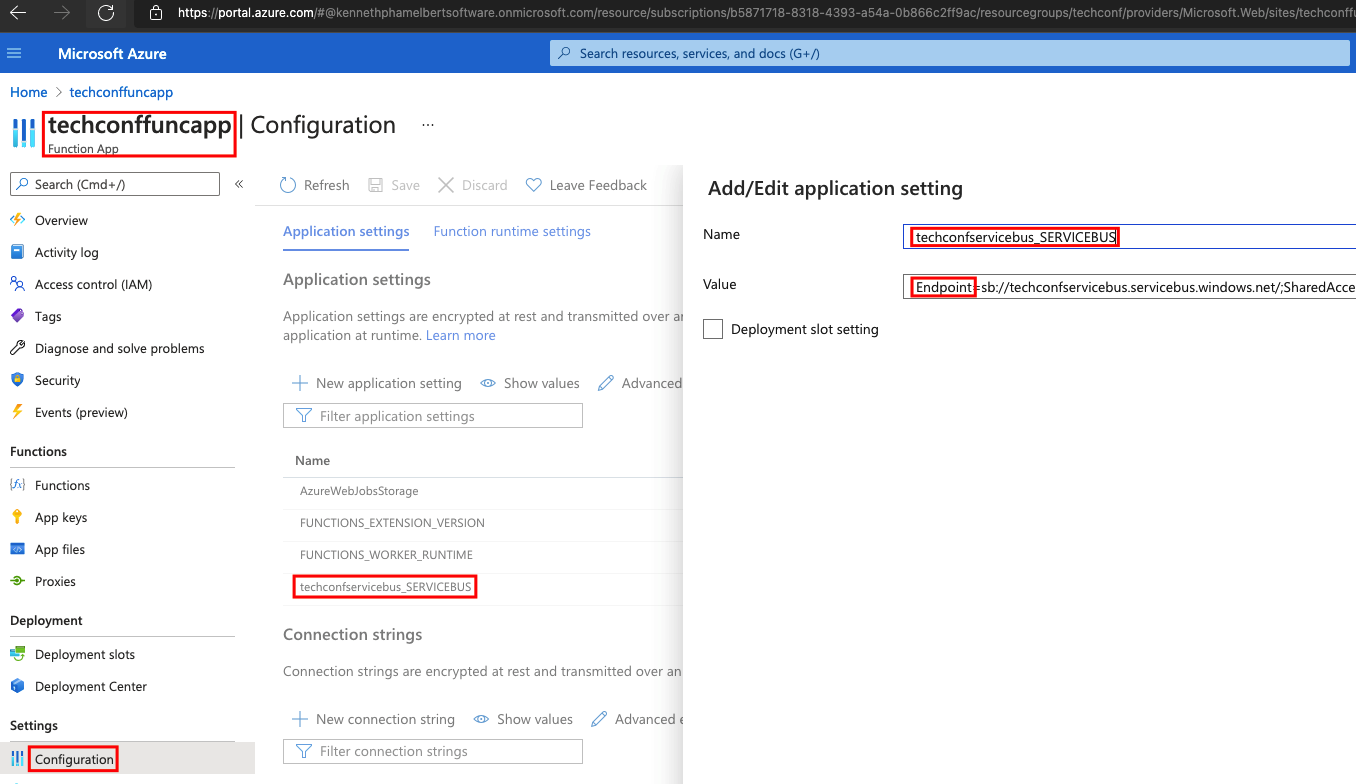 https://portal.azure.com/#@kennethphamelbertsoftware.onmicrosoft.com/resource/subscriptions/b5871718-8318-4393-a54a-0b866c2ff9ac/resourcegroups/techconf/providers/Microsoft.Web/sites/techconff
Microsoft Azure
Search resources, services, and docs (G+/)
Home > techconffuncapp
techconffuncapp | Configuration ...
Function App
Search (Cmd+/)
«
Overview
Activity log
Access control (IAM)
Tags
Diagnose and solve problems
Security
Events (preview)
Functions
Functions
App keys
App files
Proxies
Deployment
Deployment slots
Deployment Center
Settings
Configuration
Refresh Save Discard Leave Feedback
Application settings Function runtime settings
Application settings
Application settings are encrypted at rest and transmitted over an
application at runtime. Learn more
New application setting Show values Advanced
Filter application settings
Name
AzureWebJobsStorage
FUNCTIONS_EXTENSION_VERSION
FUNCTIONS_WORKER_RUNTIME
techconfservicebus_SERVICEBUS
Connection strings
Connection strings are encrypted at rest and transmitted over an
New connection string Show values Advanced e
Filter connection strings
Add/Edit application setting
Name
techconfservicebus_SERVICEBUS
Value
Endpoint=sb://techconfservicebus.servicebus.windows.net/;SharedAcce
Deployment slot setting